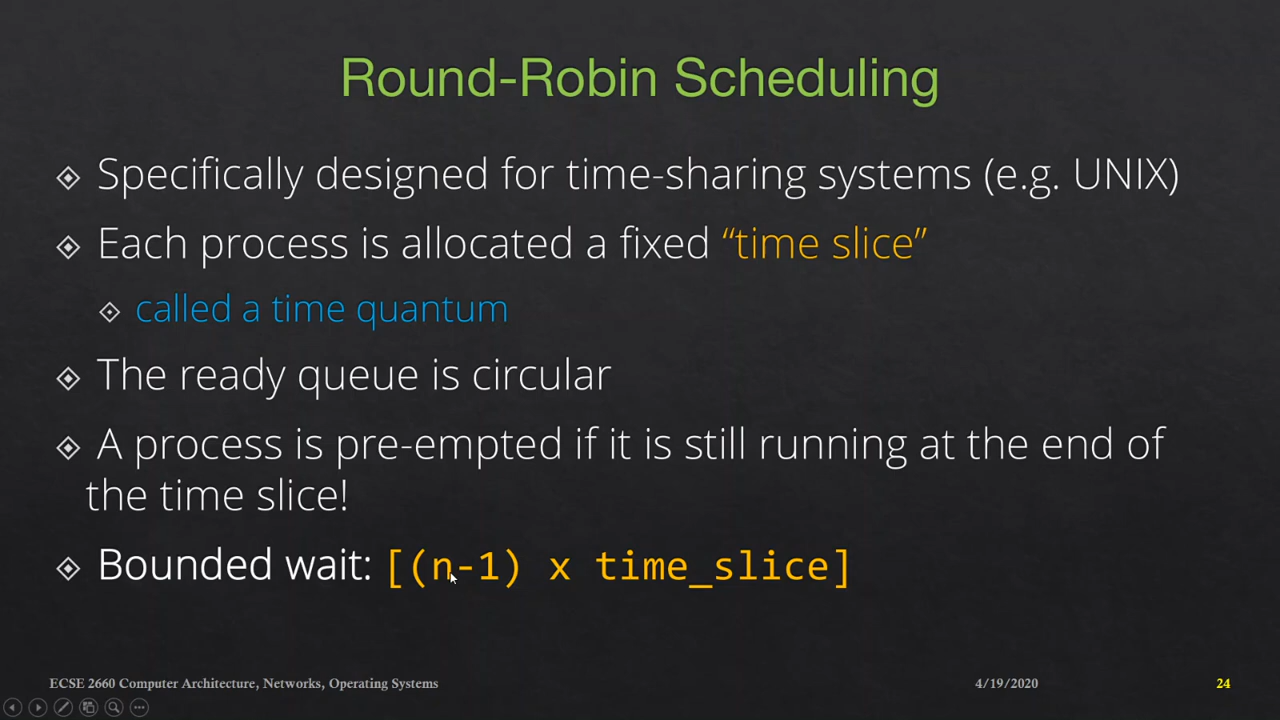 Round-Robin Scheduling
Specifically designed for time-sharing systems (e.g. UNIX)
Each process is allocated a fixed “time slice”
called a time quantum
The ready queue is circular
A process is pre-empted if it is still running at the end of
the time slice!
Bounded wait: [(n-1) x time_slice]
ECSE 2660 Computer Architecture, Networks, Operating Systems
4/19/2020
24